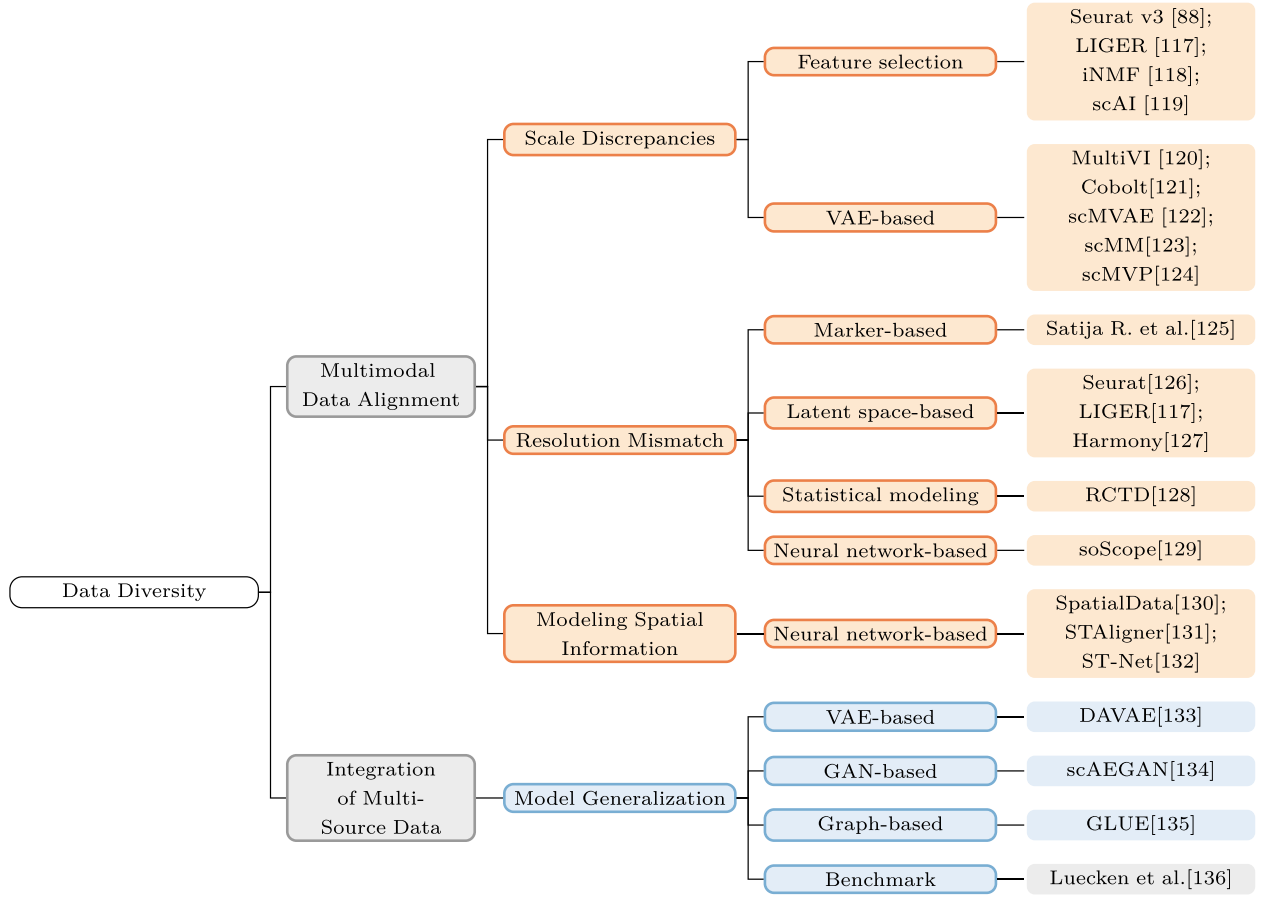 Data Diversity
Multimodal
Data Alignment
Scale Discrepancies
Feature selection
Seurat v3 [88];
LIGER [117];
iNMF [118];
scAI [119]
VAE-based
MultiVI [120];
Cobolt[121];
scMVAE [122];
scMM[123];
scMVP[124]
Resolution Mismatch
Marker-based
Satija R. et al.[125]
Latent space-based
Seurat[126];
LIGER[117];
Harmony[127]
Statistical modeling
RCTD[128]
Neural network-based
soScope[129]
Modeling Spatial
Information
Neural network-based
SpatialData[130];
STAligner[131];
ST-Net[132]
Integration
of Multi-
Source Data
Model Generalization
VAE-based
DAVAE[133]
GAN-based
scAEGAN[134]
Graph-based
GLUE[135]
Benchmark
Luecken et al.[136]